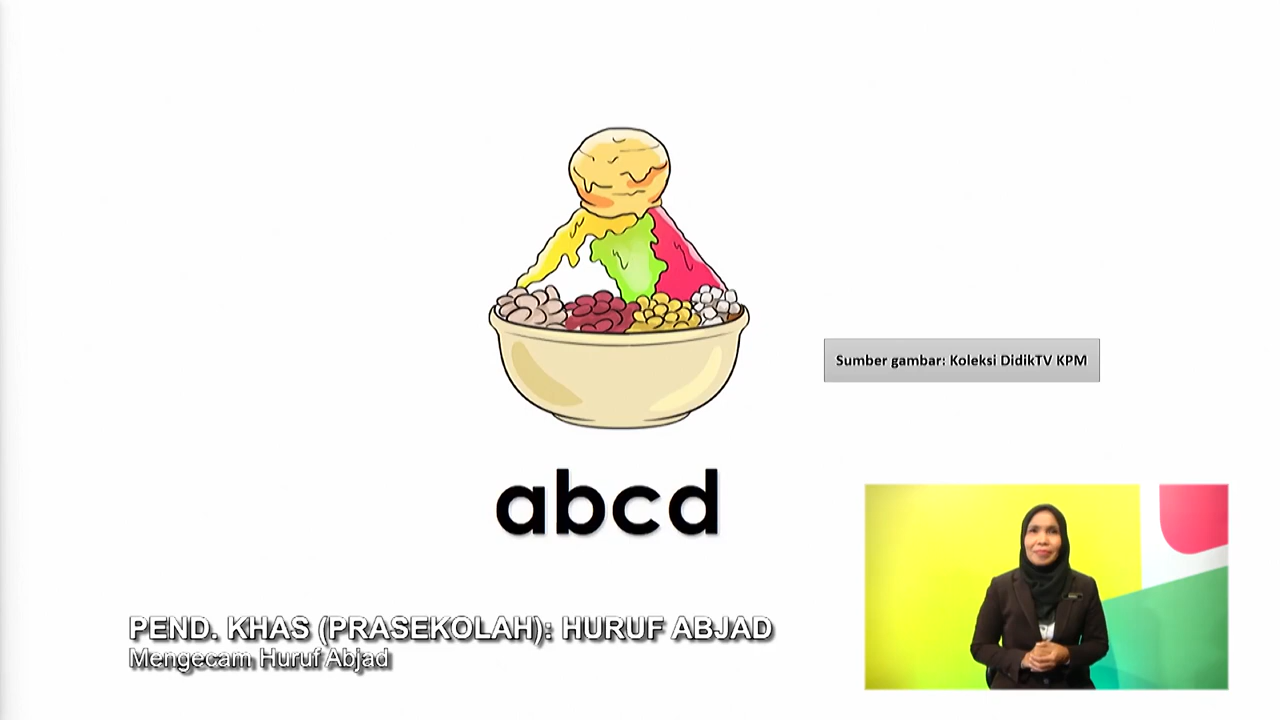 Sumber gambar: Koleksi DidikTV KPM
abcd
PEND. KHAS (PRASEKOLAH): HURUF ABJAD
Mengecam Huruf Abjad